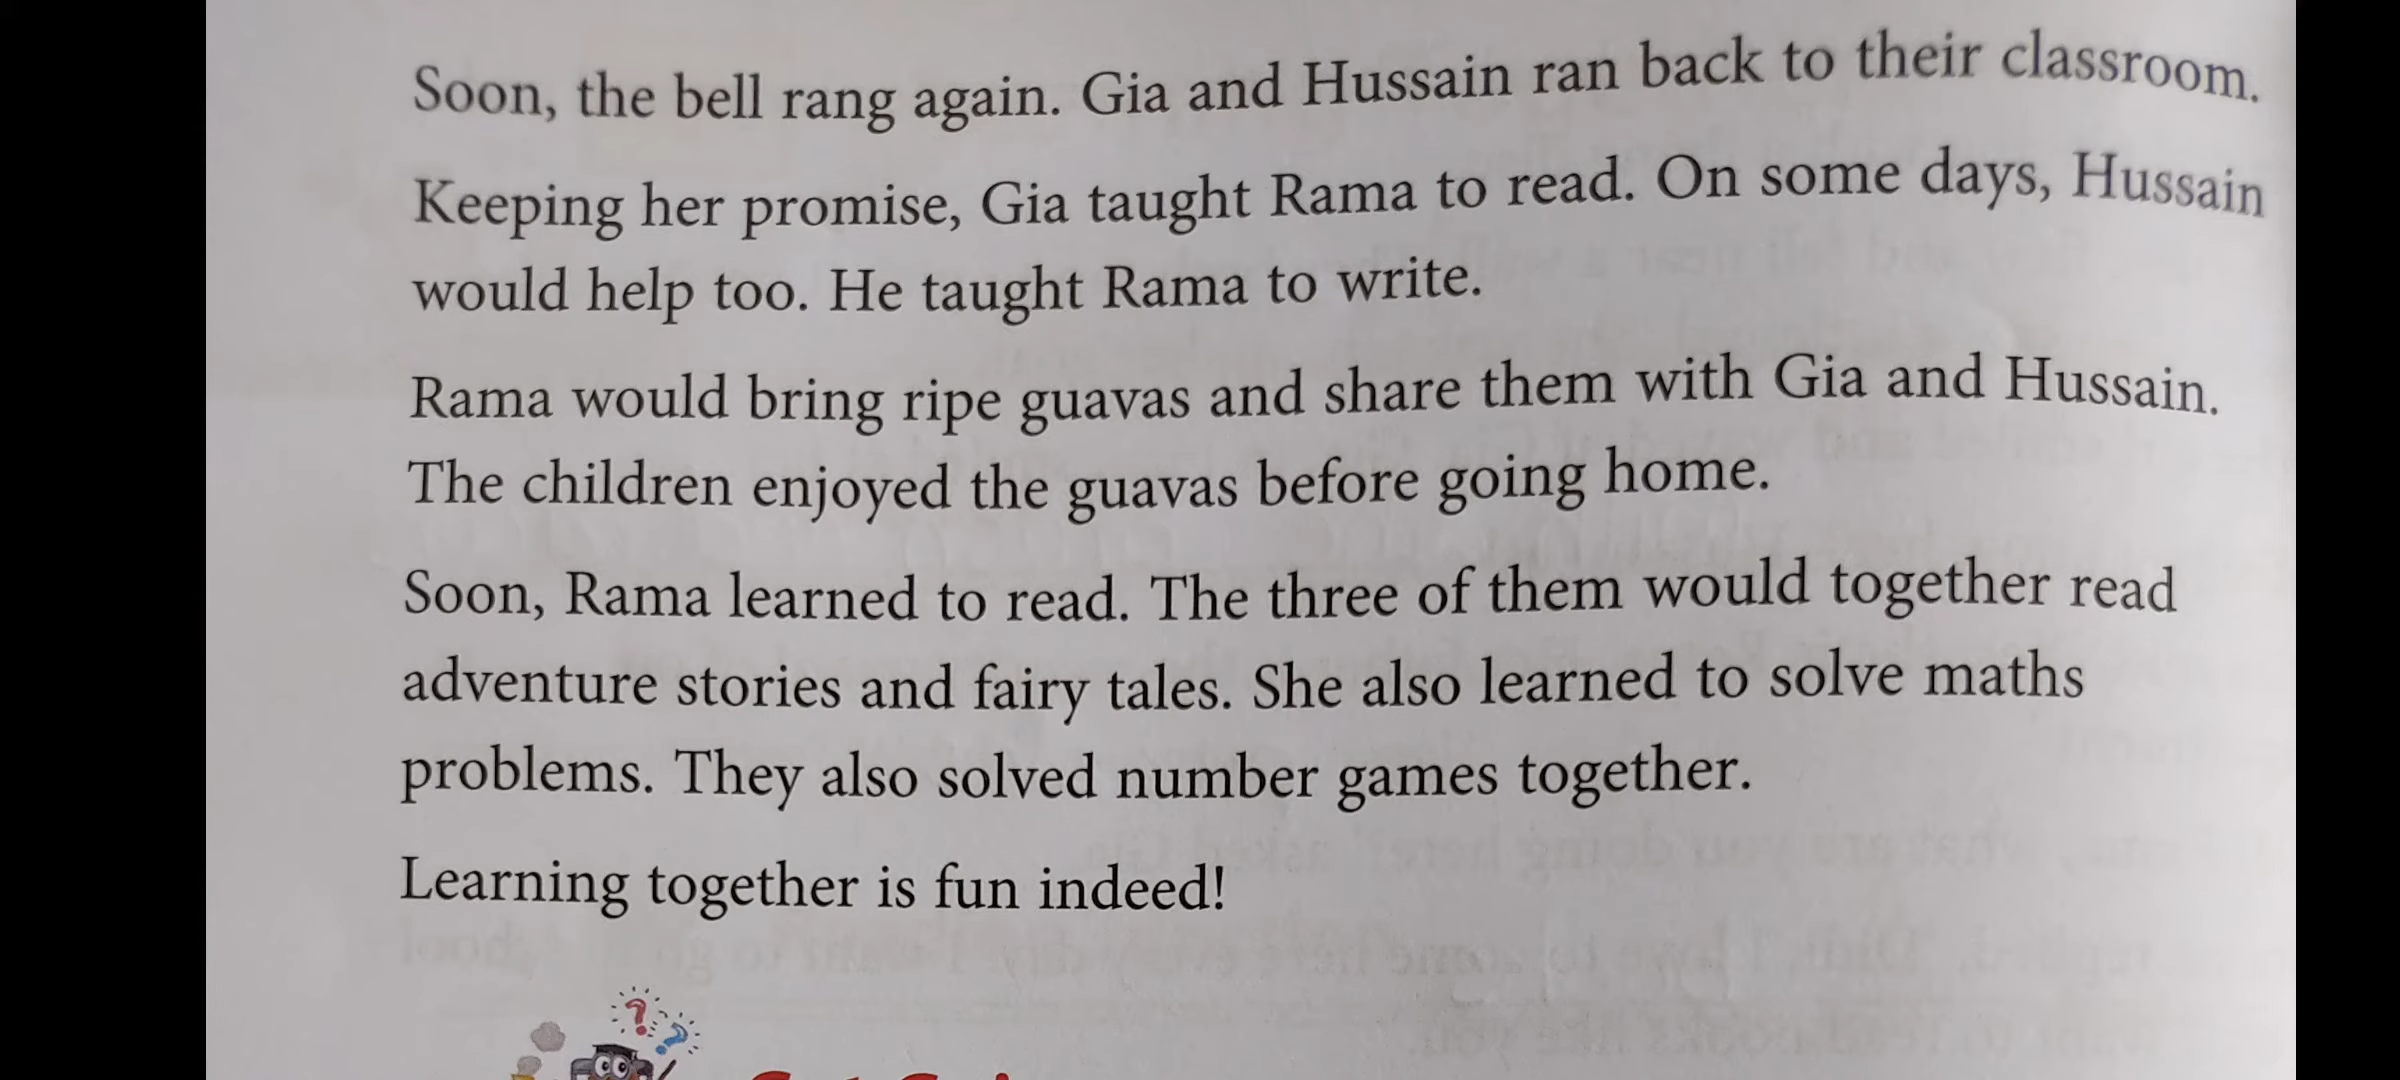 Soon, the bell rang again. Gia and Hussain ran back to their classroom.
Keeping her promise, Gia taught Rama to read. On some days, Hussain
would help too. He taught Rama to write.
Rama would bring ripe guavas and share them with Gia and Hussain.
The children enjoyed the guavas before going home.
Soon, Rama learned to read. The three of them would together read
adventure stories and fairy tales. She also learned to solve maths
problems. They also solved number games together.
Learning together is fun indeed!